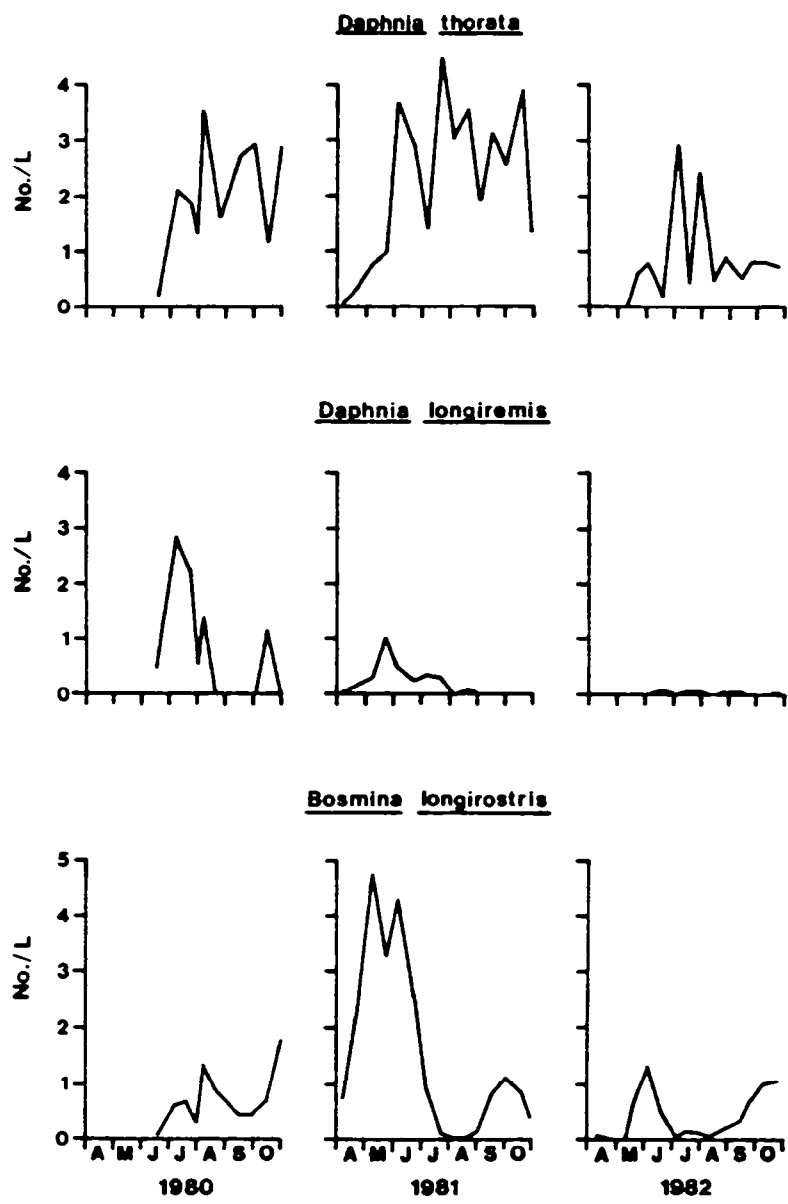 Daphnia thorata
4
3
2
1
0
No./L
Daphnia longiremis
4
3
2
1
0
No./L
Bosmina longirostris
5
4
3
2
1
0
No./L
A M J J A S O
A M J J A S O
A M J J A S O
1980
1981
1982